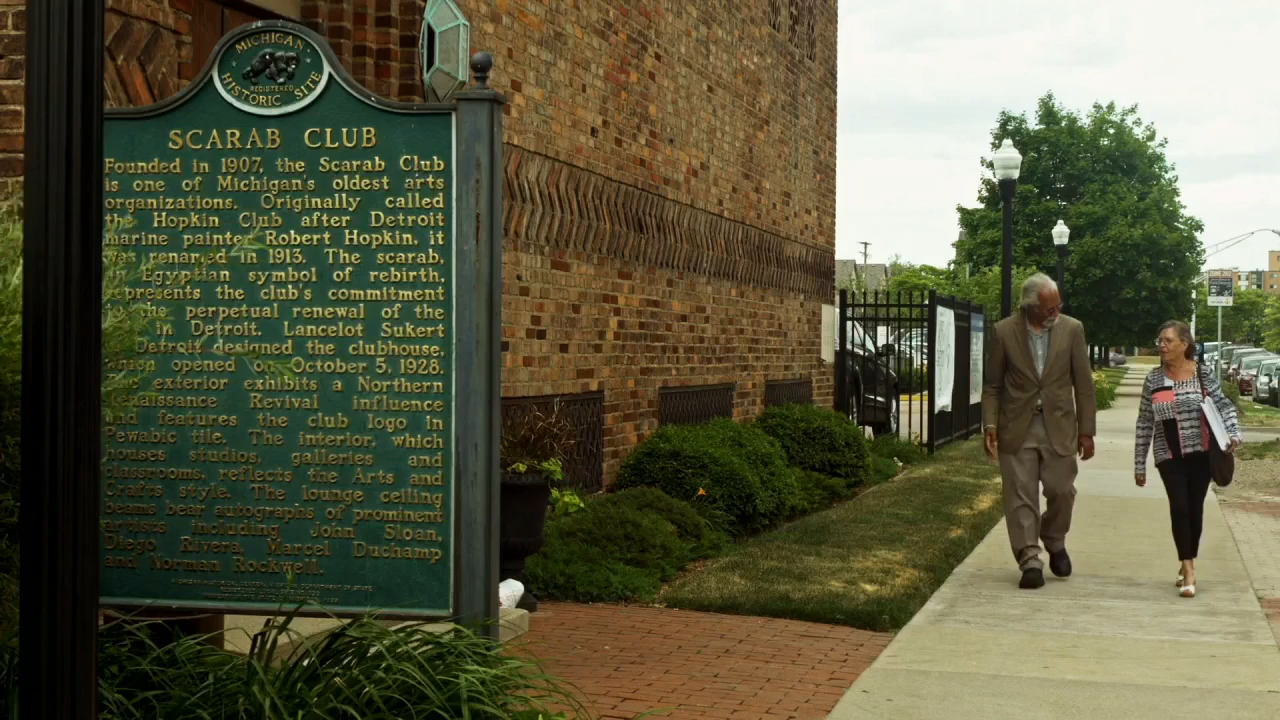 MICHIGAN
REGISTERED
HISTORIC SITE
SCARAB CLUB
Founded in 1907, the Scarab Club
is one of Michigan's oldest arts
organizations. Originally called
the Hopkin Club after Detroit
marine painter Robert Hopkin, it
was renamed in 1913. The scarab,
an Egyptian symbol of rebirth,
represents the club's commitment
to the perpetual renewal of the
in Detroit. Lancelot Sukert
Detroit designed the clubhouse,
which opened on October 5, 1928.
The exterior exhibits a Northern
Renaissance Revival influence
and features the club logo in
Pewabic tile. The interior, which
houses studios, galleries and
classrooms, reflects the Arts and
Crafts style. The lounge ceiling
beams bear autographs of prominent
artists including John Sloan,
Diego Rivera, Marcel Duchamp
and Norman Rockwell.